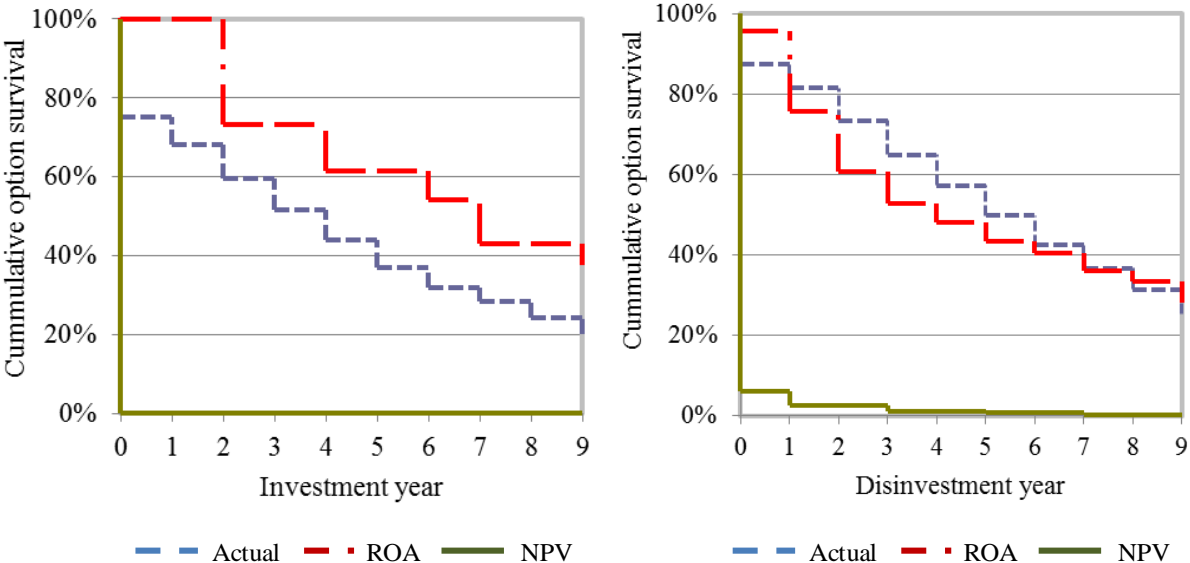 Cummulative option survival
100%
80%
60%
40%
20%
0%
0 1 2 3 4 5 6 7 8 9
Investment year
Actual ROA NPV
Cummulative option survival
100%
80%
60%
40%
20%
0%
0 1 2 3 4 5 6 7 8 9
Disinvestment year
Actual ROA NPV